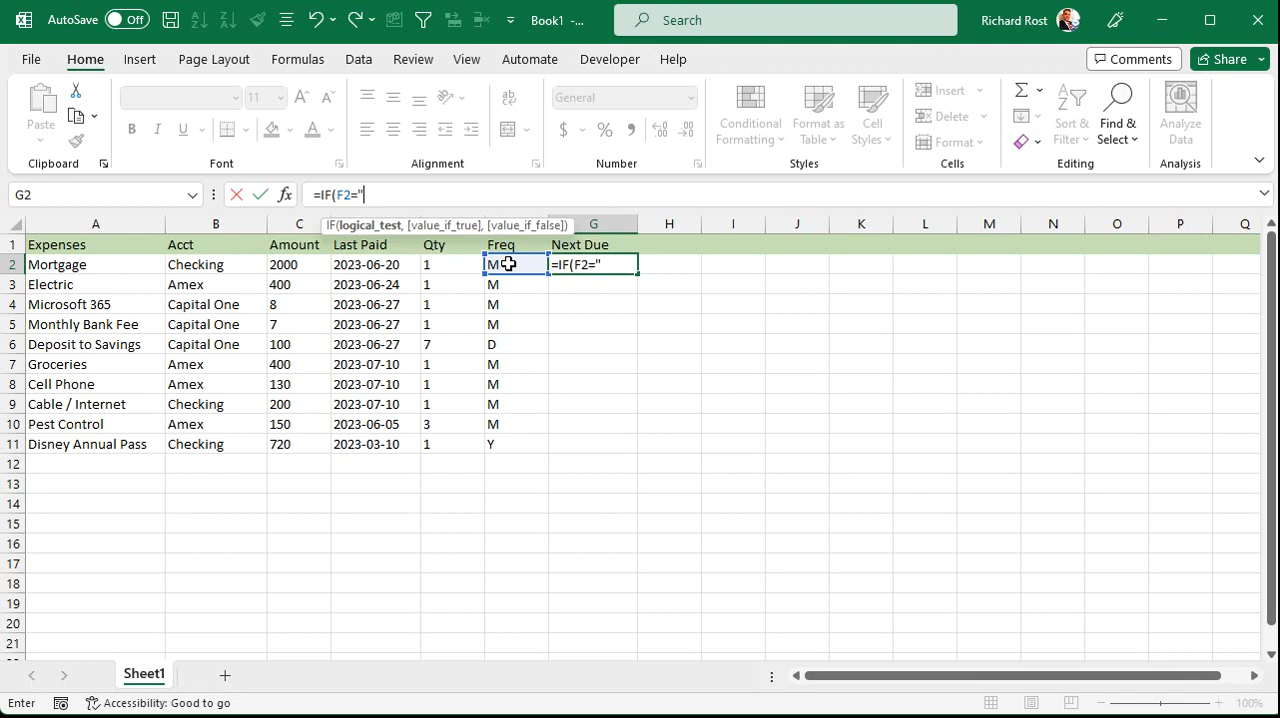 AutoSave Off Book1 -... Search Richard Rost
File Home Insert Page Layout Formulas Data Review View Automate Developer Help Comments Share
Paste 11 B I U ab General $ % Conditional Formatting Format as Table Cell Styles Insert Delete Format Sort & Filter Find & Select Analyze Data
Clipboard Font Alignment Number Styles Cells Editing Analysis
G2 fx =IF(F2="
IF(logical_test, [value_if_true], [value_if_false])
A B C D E F G H I J K L M N O P Q
1 Expenses Acct Amount Last Paid Qty Freq Next Due
2 Mortgage Checking 2000 2023-06-20 1 M =IF(F2="
3 Electric Amex 400 2023-06-24 1 M
4 Microsoft 365 Capital One 8 2023-06-27 1 M
5 Monthly Bank Fee Capital One 7 2023-06-27 1 M
6 Deposit to Savings Capital One 100 2023-06-27 7 D
7 Groceries Amex 400 2023-07-10 1 M
8 Cell Phone Amex 130 2023-07-10 1 M
9 Cable / Internet Checking 200 2023-07-10 1 M
10 Pest Control Amex 150 2023-06-05 3 M
11 Disney Annual Pass Checking 720 2023-03-10 1 Y
12
13
14
15
16
17
18
19
20
21
Sheet1
Enter Accessibility: Good to go 100%